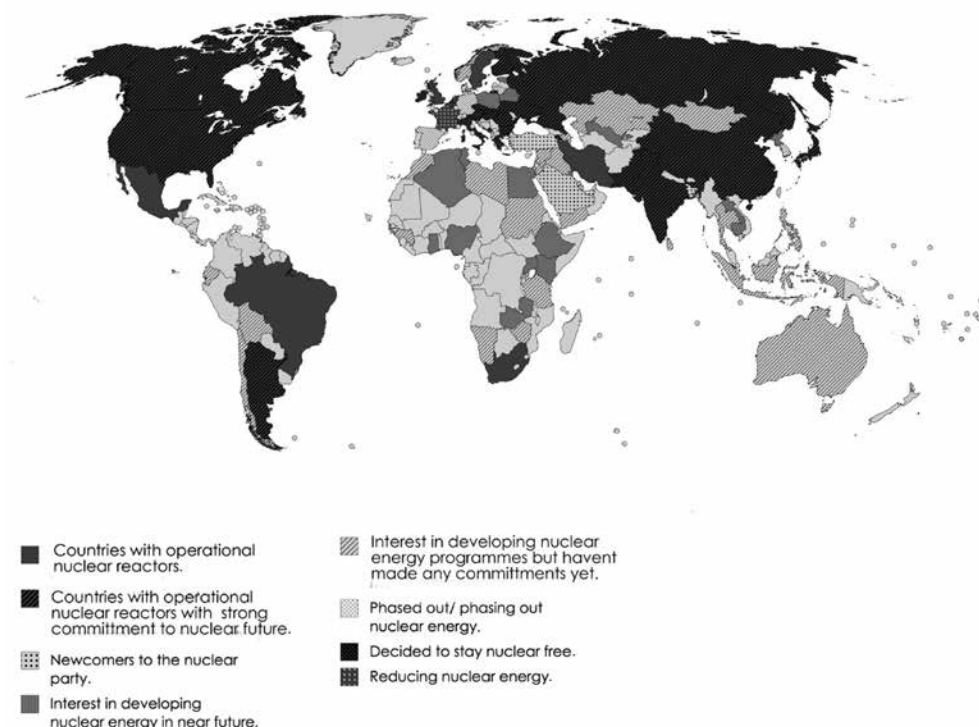 Countries with operational
nuclear reactors.
Countries with operational
nuclear reactors with strong
committment to nuclear future.
Newcomers to the nuclear
party.
Interest in developing
nuclear energy in near future.
Interest in developing nuclear
energy programmes but havent
made any committments yet.
Phased out/ phasing out
nuclear energy.
Decided to stay nuclear free.
Reducing nuclear energy.